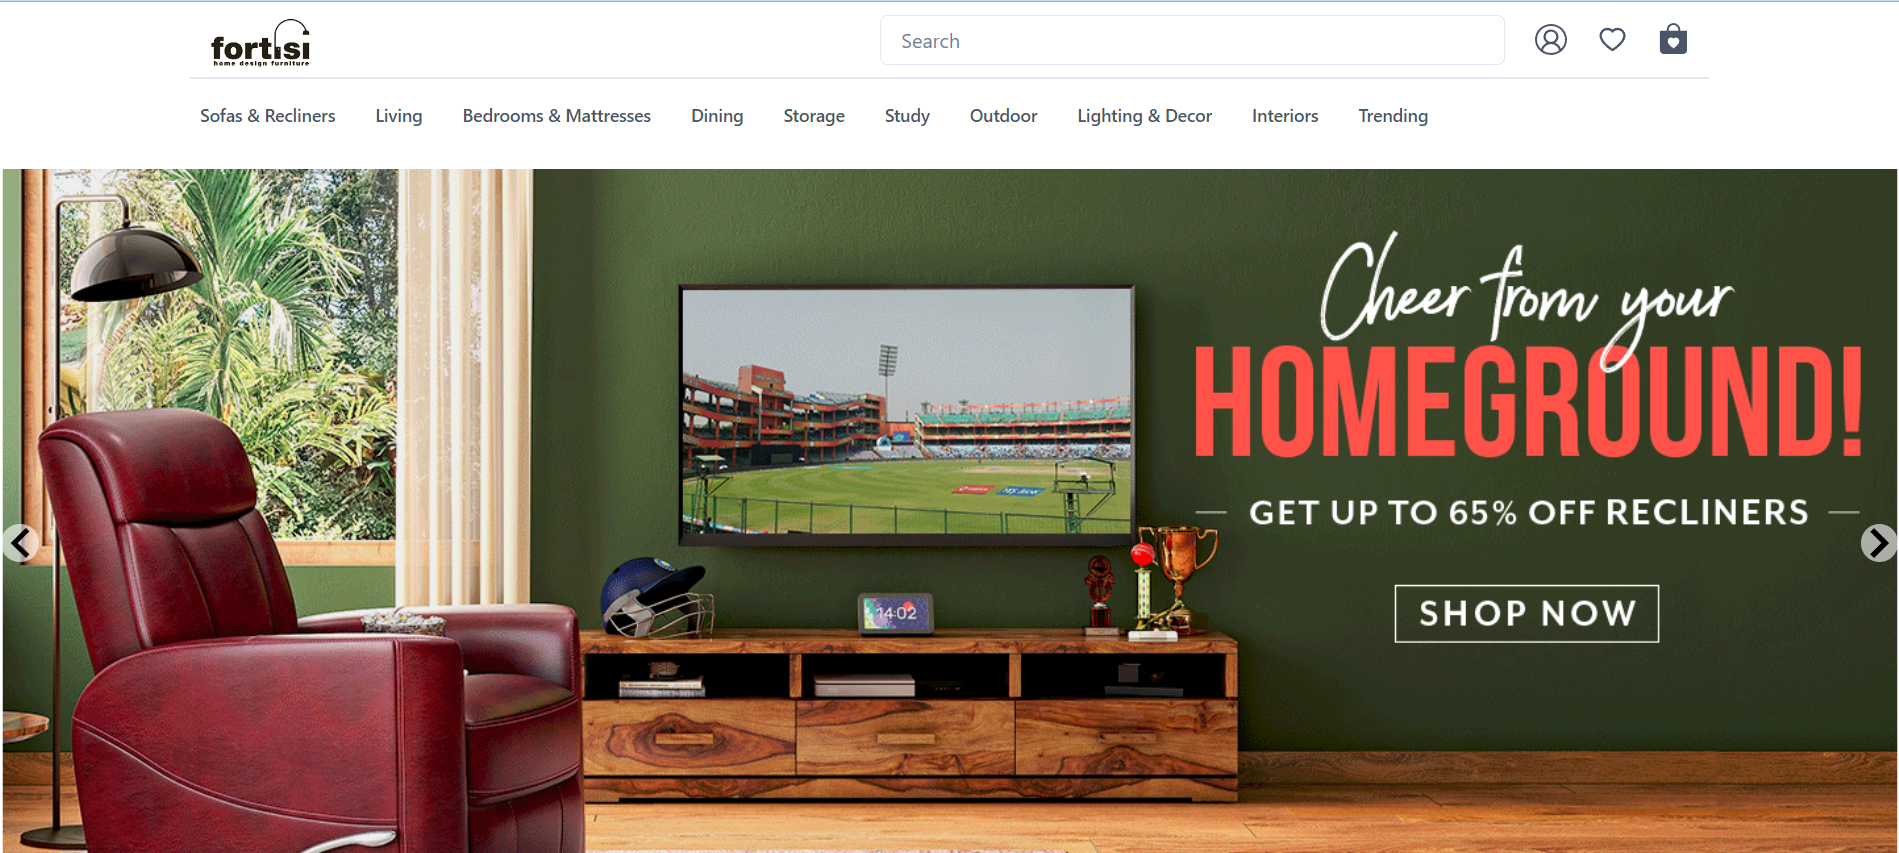 fortisi
home design furniture
Search
Sofas & Recliners Living Bedrooms & Mattresses Dining Storage Study Outdoor Lighting & Decor Interiors Trending
Cheer from your
HOMEGROUND!
GET UP TO 65% OFF RECLINERS
14:02
SHOP NOW